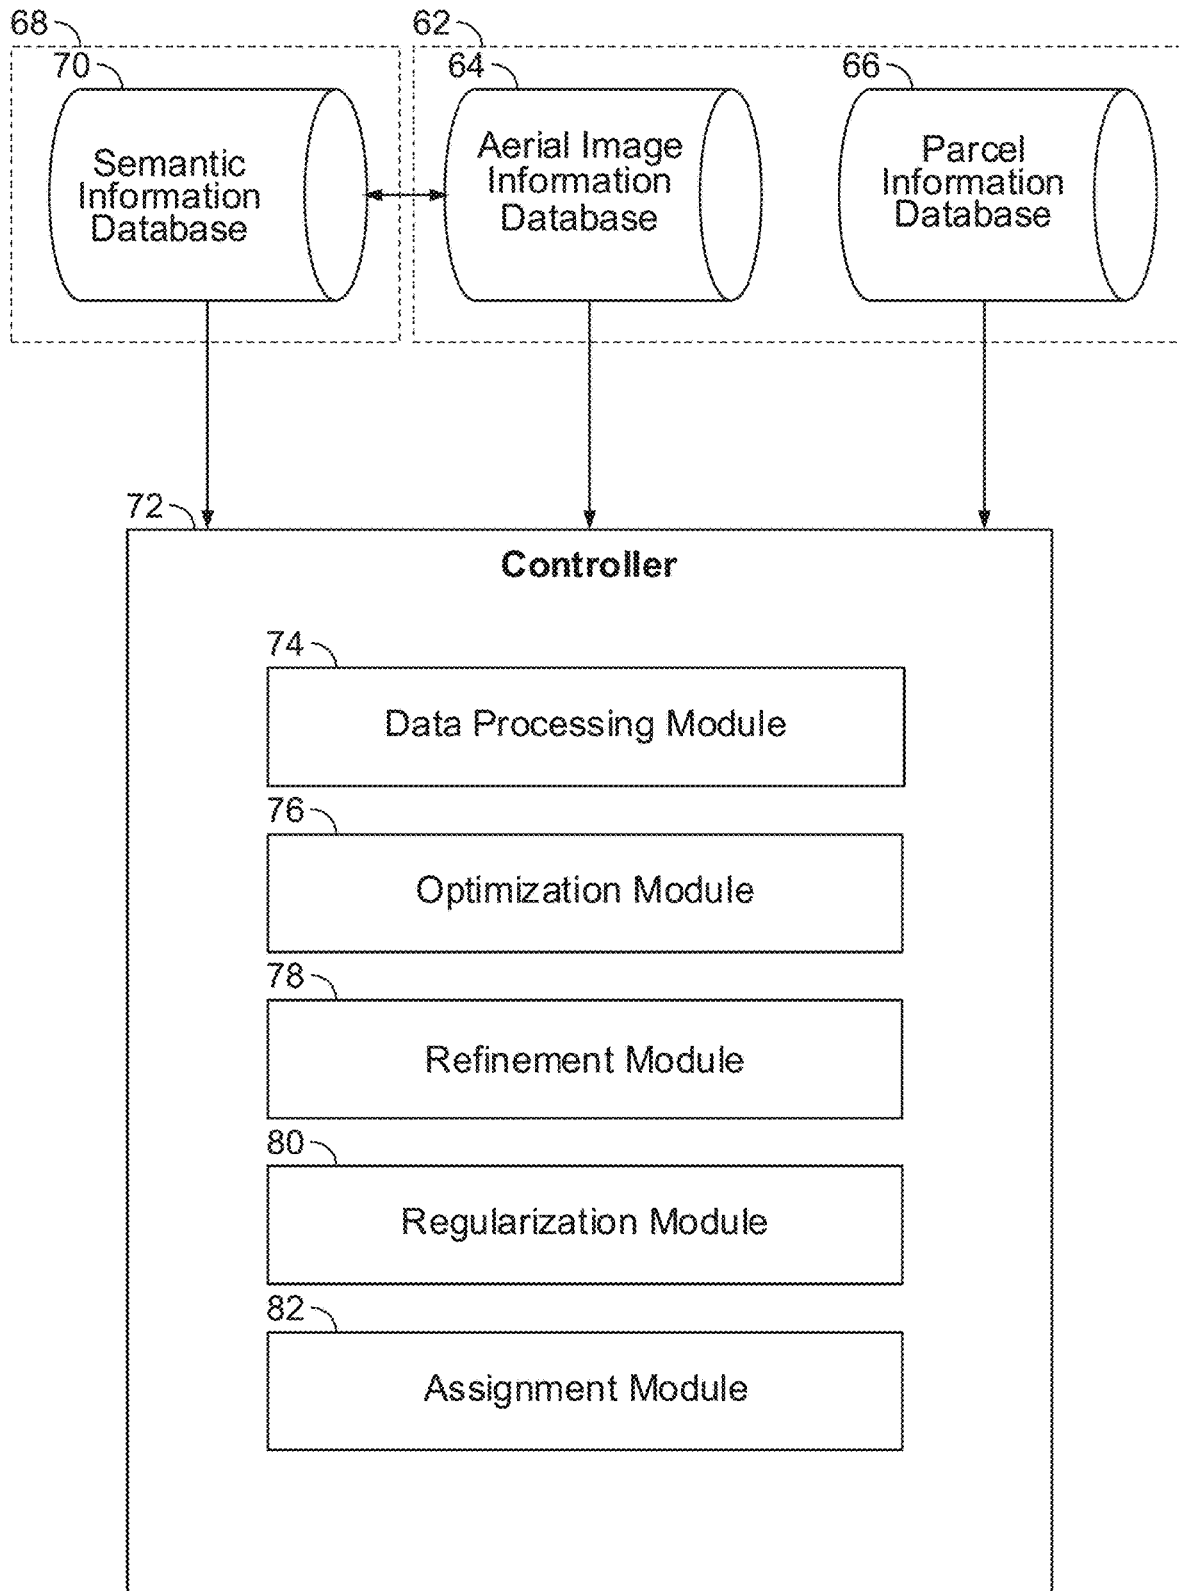 68
62
70
64
66
Semantic
Information
Database
Aerial Image
Information
Database
Parcel
Information
Database
72
Controller
74
Data Processing Module
76
Optimization Module
78
Refinement Module
80
Regularization Module
82
Assignment Module